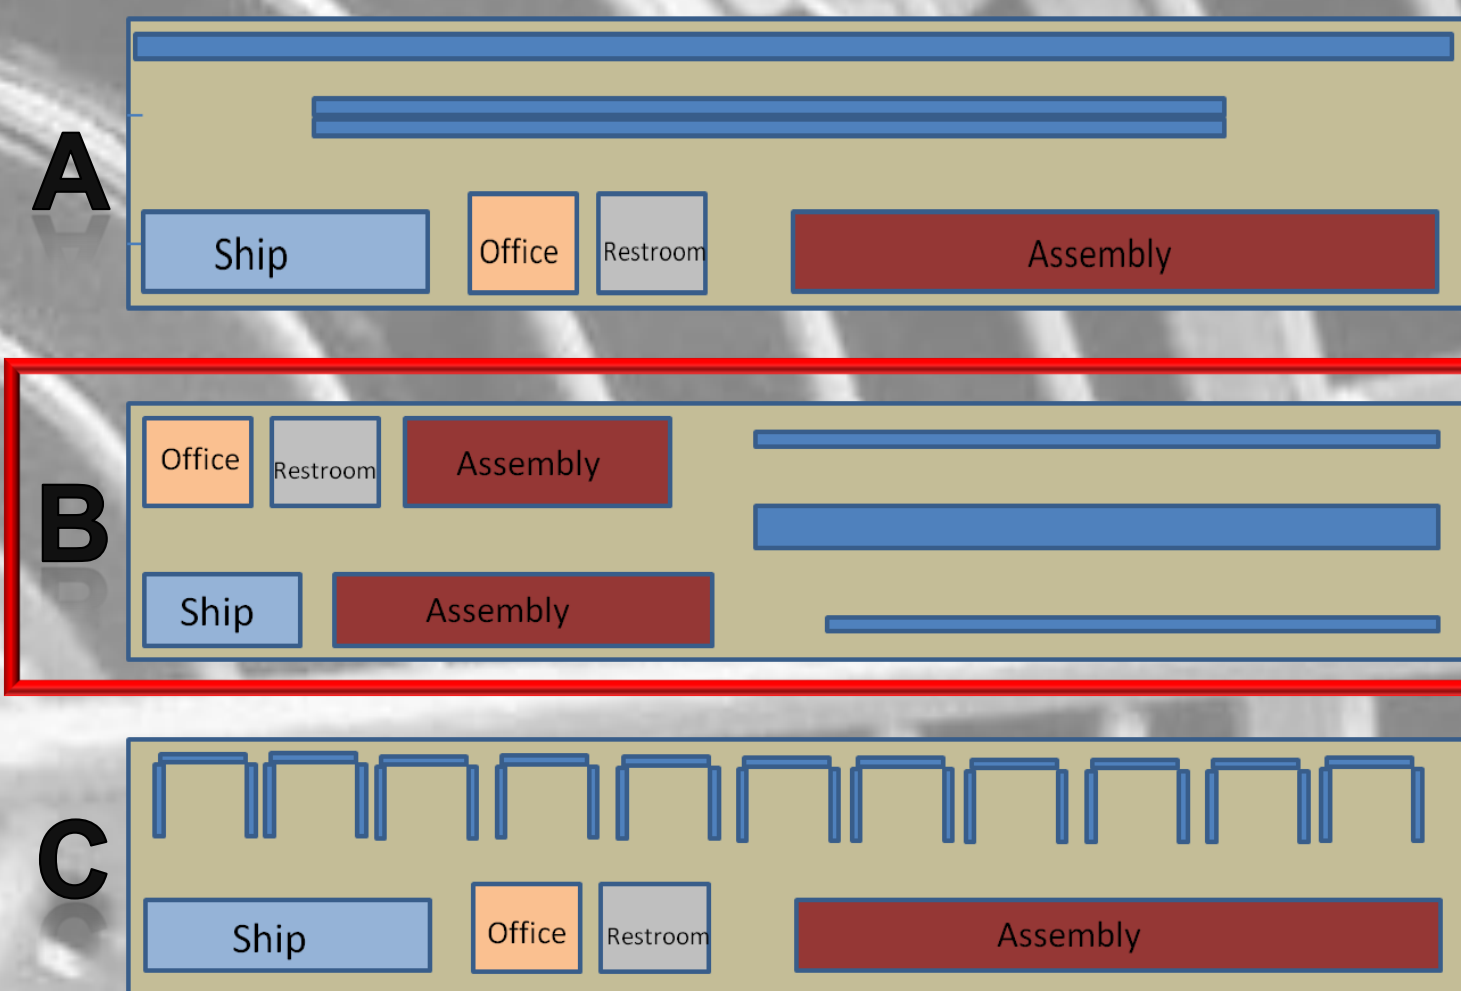 A
Ship
Office
Restroom
Assembly
B
Office
Restroom
Assembly
Ship
Assembly
C
Ship
Office
Restroom
Assembly